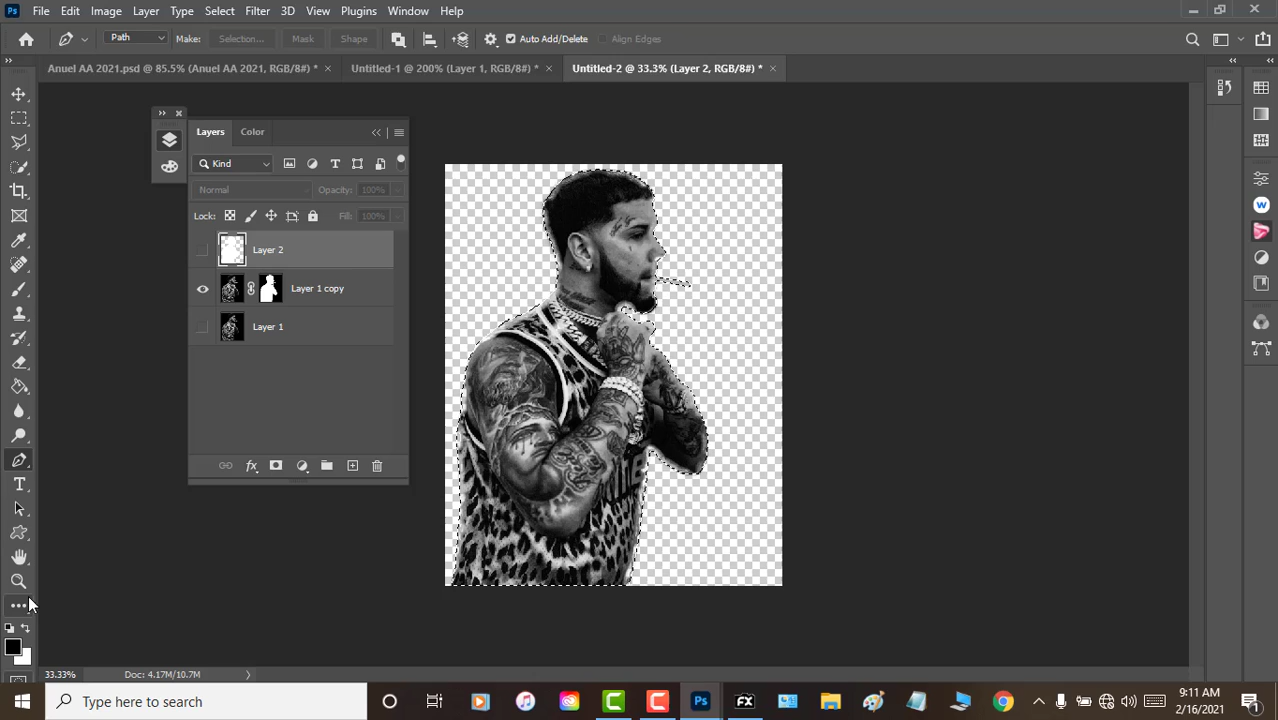 Ps File Edit Image Layer Type Select Filter 3D View Plugins Window Help
Path Make: Selection... Mask Shape Auto Add/Delete Align Edges
Anuel AA 2021.psd @ 85.5% (Anuel AA 2021, RGB/8#) * × Untitled-1 @ 200% (Layer 1, RGB/8#) * × Untitled-2 @ 33.3% (Layer 2, RGB/8#) * ×
Layers Color
Kind
Normal Opacity: 100%
Lock: Fill: 100%
Layer 2
Layer 1 copy
Layer 1
33.33% Doc: 4.17M/10.7M
Type here to search
Ps
FX
9:11 AM
2/16/2021